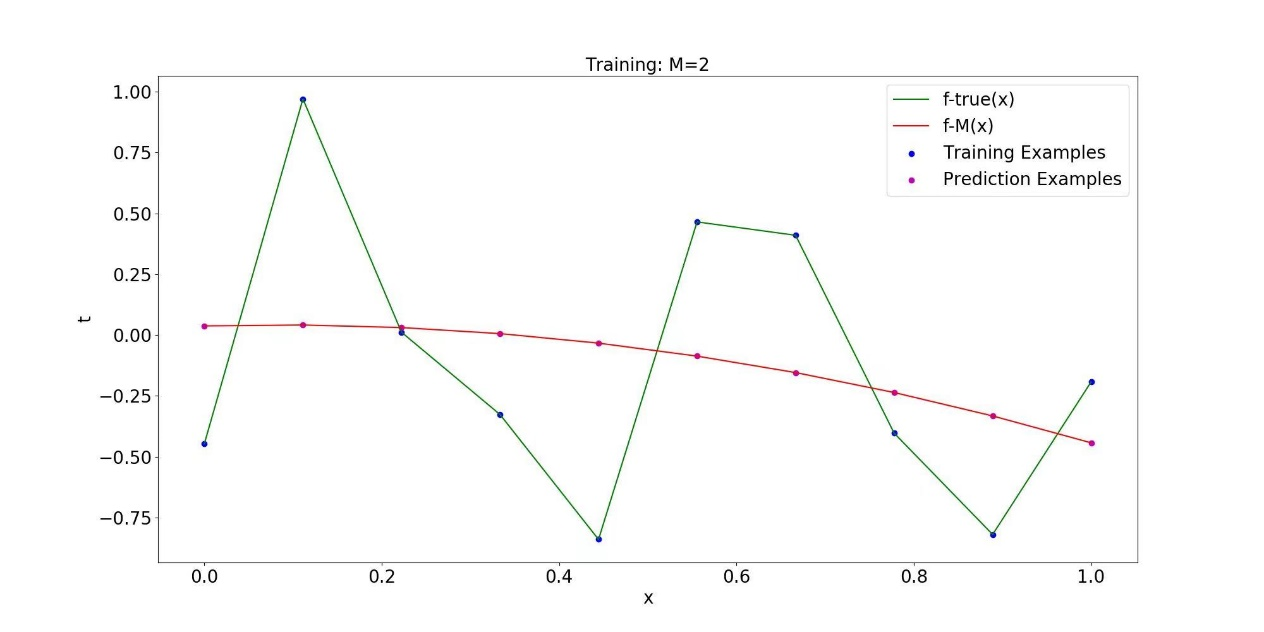 Training: M=2
1.00
0.75
0.50
0.25
0.00
−0.25
−0.50
−0.75
t
f-true(x)
f-M(x)
Training Examples
Prediction Examples
0.0 0.2 0.4 0.6 0.8 1.0
x